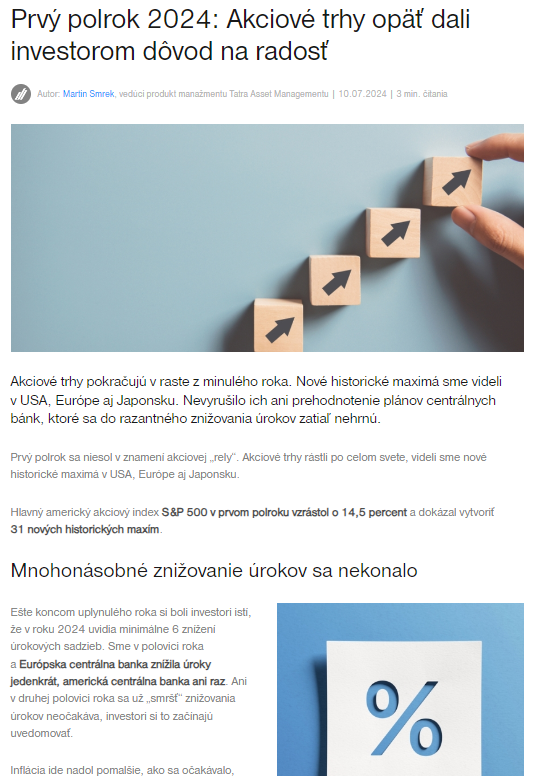 Prvý polrok 2024: Akciové trhy opäť dali
investorom dôvod na radosť
Autor: Martin Smrek, vedúci produkt manažmentu Tatra Asset Managementu | 10.07.2024 | 3 min. čítania
Akciové trhy pokračujú v raste z minulého roka. Nové historické maximá sme videli
v USA, Európe aj Japonsku. Nevyrušilo ich ani prehodnotenie plánov centrálnych
bánk, ktoré sa do razantného znižovania úrokov zatiaľ nehrnú.
Prvý polrok sa niesol v znamení akciovej „rely“. Akciové trhy rástli po celom svete, videli sme nové
historické maximá v USA, Európe aj Japonsku.
Hlavný americký akciový index S&P 500 v prvom polroku vzrástol o 14,5 percent a dokázal vytvoriť
31 nových historických maxím.
Mnohonásobné znižovanie úrokov sa nekonalo
Ešte koncom uplynulého roka si boli investori istí,
že v roku 2024 uvidia minimálne 6 znížení
úrokových sadzieb. Sme v polovici roka
a Európska centrálna banka znížila úroky
jedenkrát, americká centrálna banka ani raz. Ani
v druhej polovici roka sa už „smršť“ znižovania
úrokov neočakáva, investori si to začínajú
uvedomovať.
%
Inflácia ide nadol pomalšie, ako sa očakávalo,